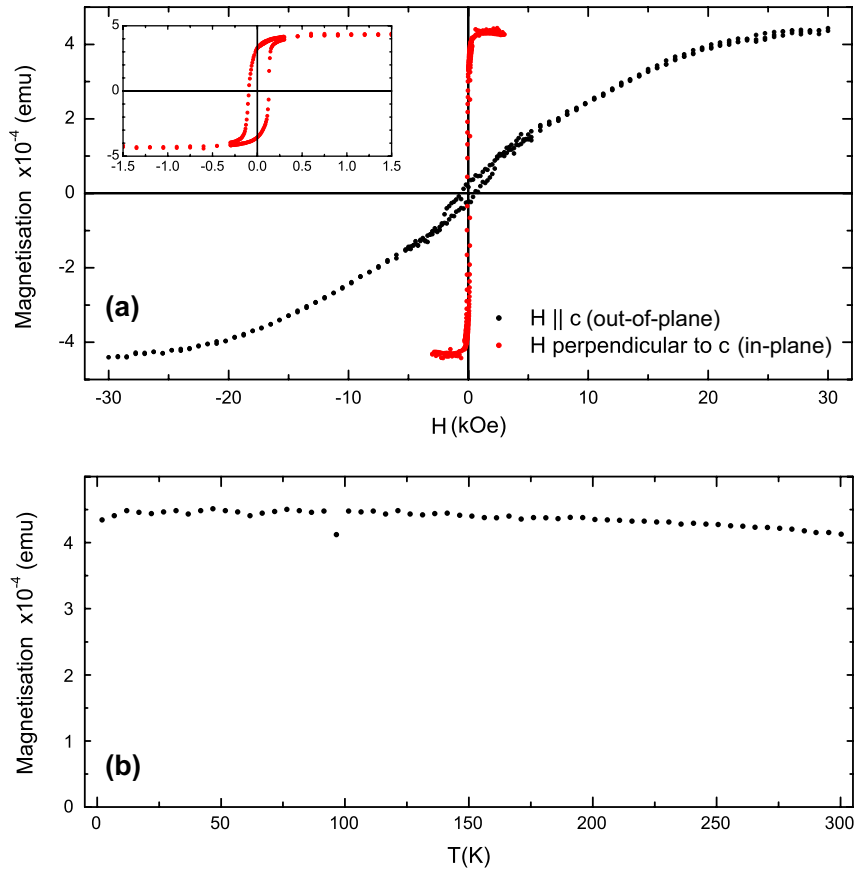 Magnetisation x10⁻⁴ (emu)
4
2
0
-2
-4
5
0
-5
-1.5 -1.0 -0.5 0.0 0.5 1.0 1.5
(a)
H || c (out-of-plane)
H perpendicular to c (in-plane)
-30 -20 -10 0 10 20 30
H (kOe)
Magnetisation x10⁻⁴ (emu)
4
3
2
1
0
(b)
0 50 100 150 200 250 300
T(K)